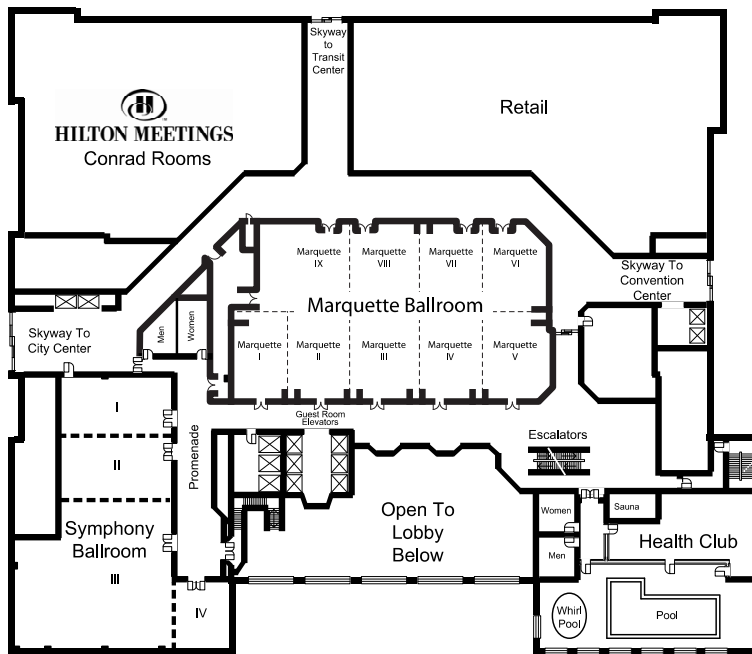 Skyway
to
Transit
Center
HILTON MEETINGS
Conrad Rooms
Retail
Marquette
IX
Marquette
VIII
Marquette
VII
Marquette
VI
Skyway To
Convention
Center
Marquette Ballroom
Skyway To
City Center
Men
Women
Marquette
I
Marquette
II
Marquette
III
Marquette
IV
Marquette
V
Guest Room
Elevators
Escalators
Promenade
I
II
Symphony
Ballroom
III
IV
Open To
Lobby
Below
Women
Men
Sauna
Health Club
Whirl
Pool
Pool